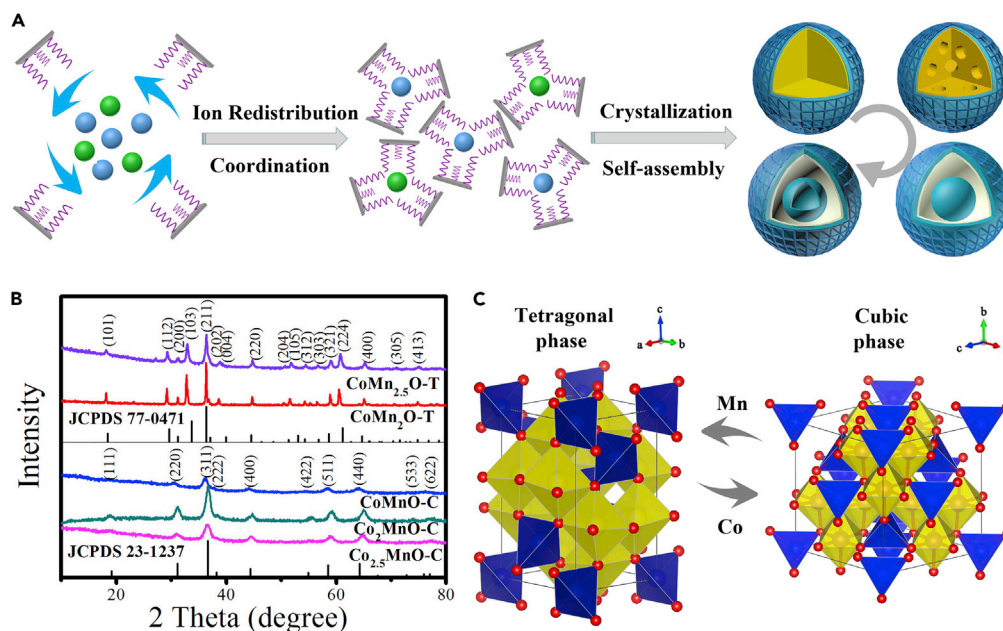 A
Ion Redistribution
Coordination
Crystallization
Self-assembly
B
Intensity
(101)
(112)
(200)
(103)
(211)
(202)
(004)
(220)
(204)
(105)
(312)
(303)
(321)
(224)
(400)
(305)
(413)
CoMn2.5O-T
CoMn2O-T
JCPDS 77-0471
(111)
(220)
(311)
(222)
(400)
(422)
(511)
(440)
(533)
(622)
CoMnO-C
Co2MnO-C
Co2.5MnO-C
JCPDS 23-1237
20 30 40 50 60 70 80
2 Theta (degree)
C
Tetragonal
phase
c
a
b
Mn
Co
Cubic
phase
b
c
a